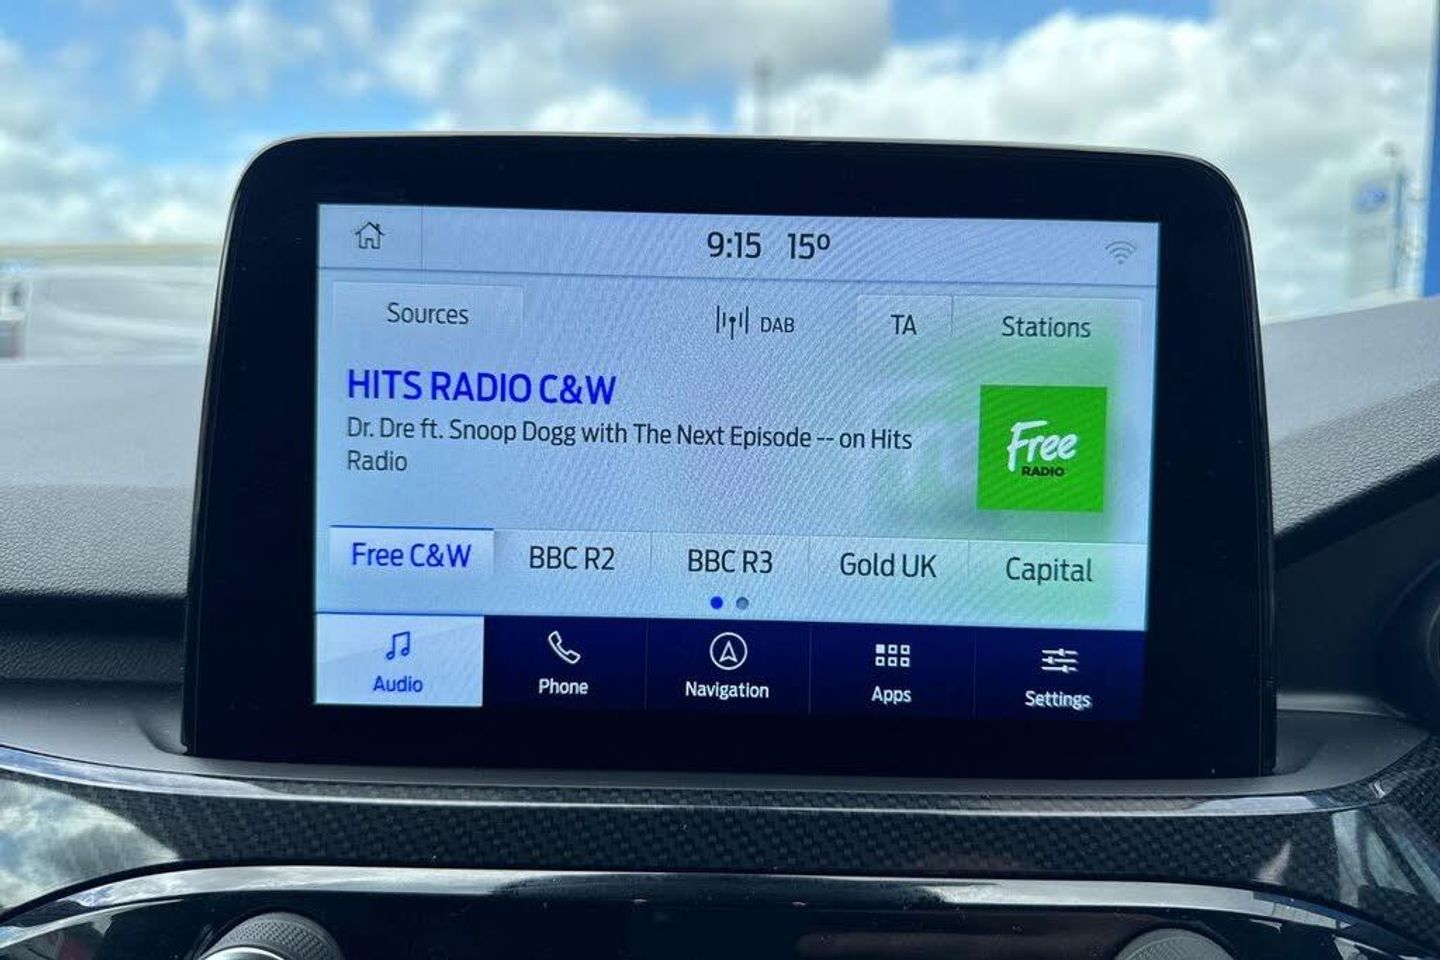 9:15 15º
Sources
DAB
TA
Stations
HITS RADIO C&W
Dr. Dre ft. Snoop Dogg with The Next Episode -- on Hits
Radio
Free
RADIO
Free C&W
BBC R2
BBC R3
Gold UK
Capital
Audio
Phone
Navigation
Apps
Settings